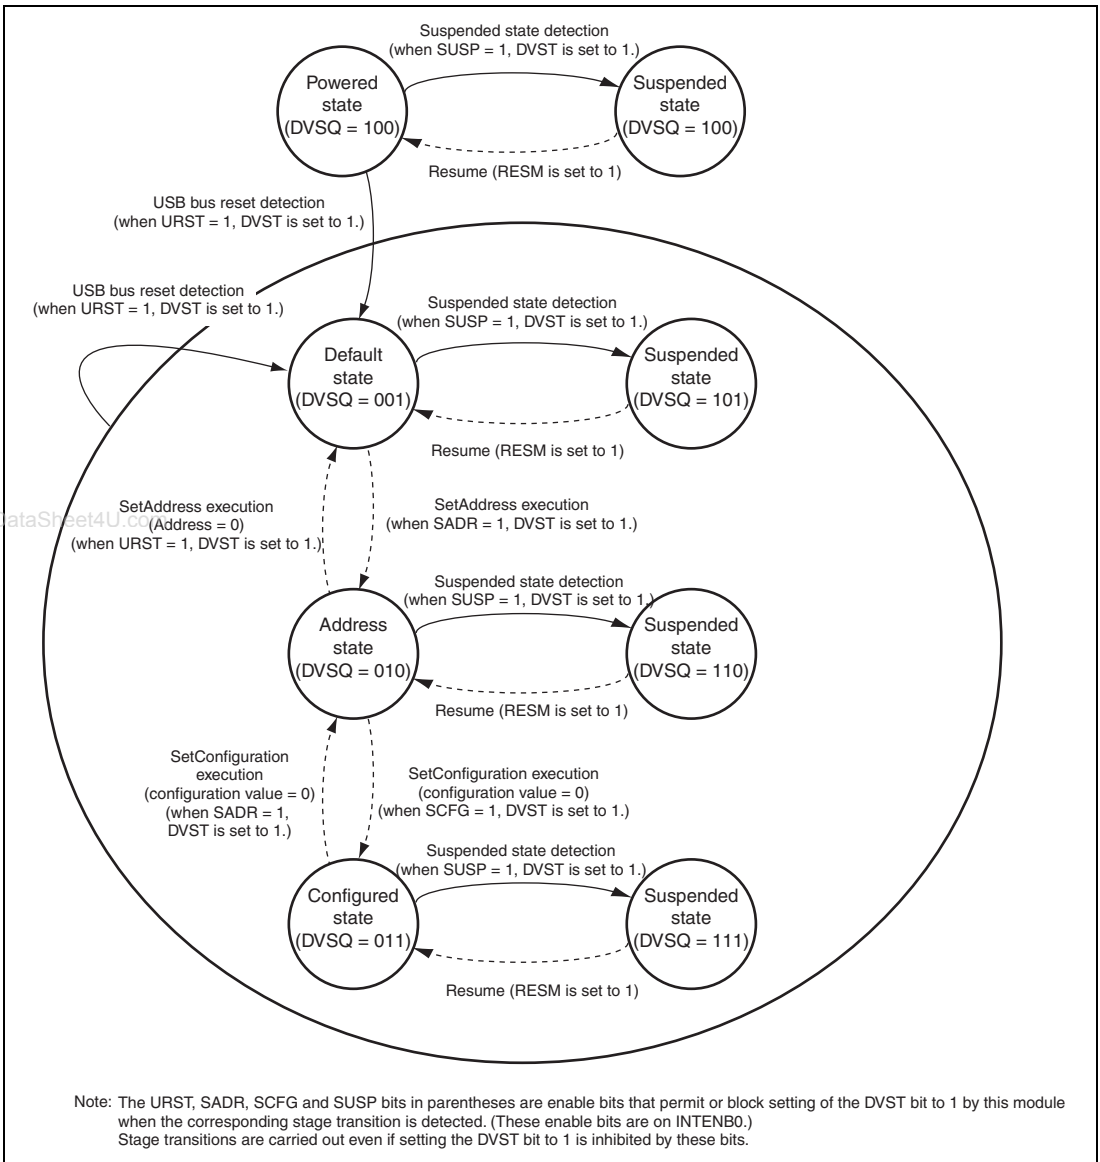 Suspended state detection
(when SUSP = 1, DVST is set to 1.)
Powered
state
(DVSQ = 100)
Suspended
state
(DVSQ = 100)
Resume (RESM is set to 1)
USB bus reset detection
(when URST = 1, DVST is set to 1.)
USB bus reset detection
(when URST = 1, DVST is set to 1.)
Suspended state detection
(when SUSP = 1, DVST is set to 1.)
Default
state
(DVSQ = 001)
Suspended
state
(DVSQ = 101)
Resume (RESM is set to 1)
SetAddress execution
(Address = 0)
(when URST = 1, DVST is set to 1.)
SetAddress execution
(when SADR = 1, DVST is set to 1.)
ataSheet4U.com
Suspended state detection
(when SUSP = 1, DVST is set to 1.)
Address
state
(DVSQ = 010)
Suspended
state
(DVSQ = 110)
Resume (RESM is set to 1)
SetConfiguration
execution
(configuration value = 0)
(when SADR = 1,
DVST is set to 1.)
SetConfiguration execution
(configuration value = 0)
(when SCFG = 1, DVST is set to 1.)
Suspended state detection
(when SUSP = 1, DVST is set to 1.)
Configured
state
(DVSQ = 011)
Suspended
state
(DVSQ = 111)
Resume (RESM is set to 1)
Note: The URST, SADR, SCFG and SUSP bits in parentheses are enable bits that permit or block setting of the DVST bit to 1 by this module
when the corresponding stage transition is detected. (These enable bits are on INTENB0.)
Stage transitions are carried out even if setting the DVST bit to 1 is inhibited by these bits.